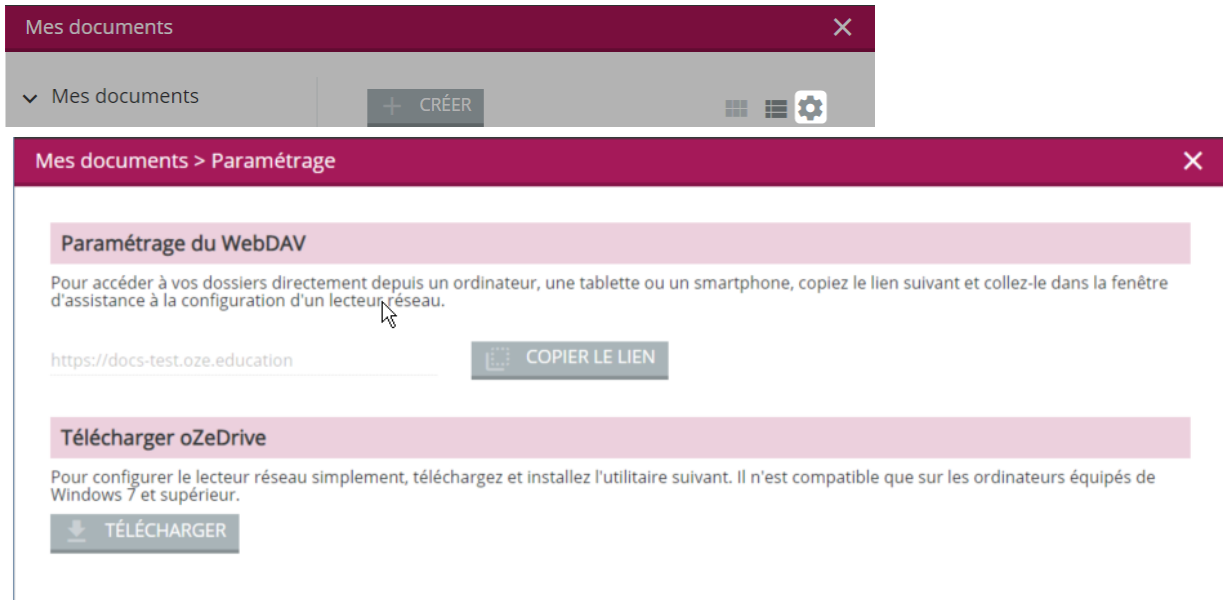 Mes documents
Mes documents
CRÉER
Mes documents > Paramétrage
Paramétrage du WebDAV
Pour accéder à vos dossiers directement depuis un ordinateur, une tablette ou un smartphone, copiez le lien suivant et collez-le dans la fenêtre
d'assistance à la configuration d'un lecteur réseau.
https://docs-test.oze.education
COPIER LE LIEN
Télécharger oZeDrive
Pour configurer le lecteur réseau simplement, téléchargez et installez l'utilitaire suivant. Il n'est compatible que sur les ordinateurs équipés de
Windows 7 et supérieur.
TÉLÉCHARGER